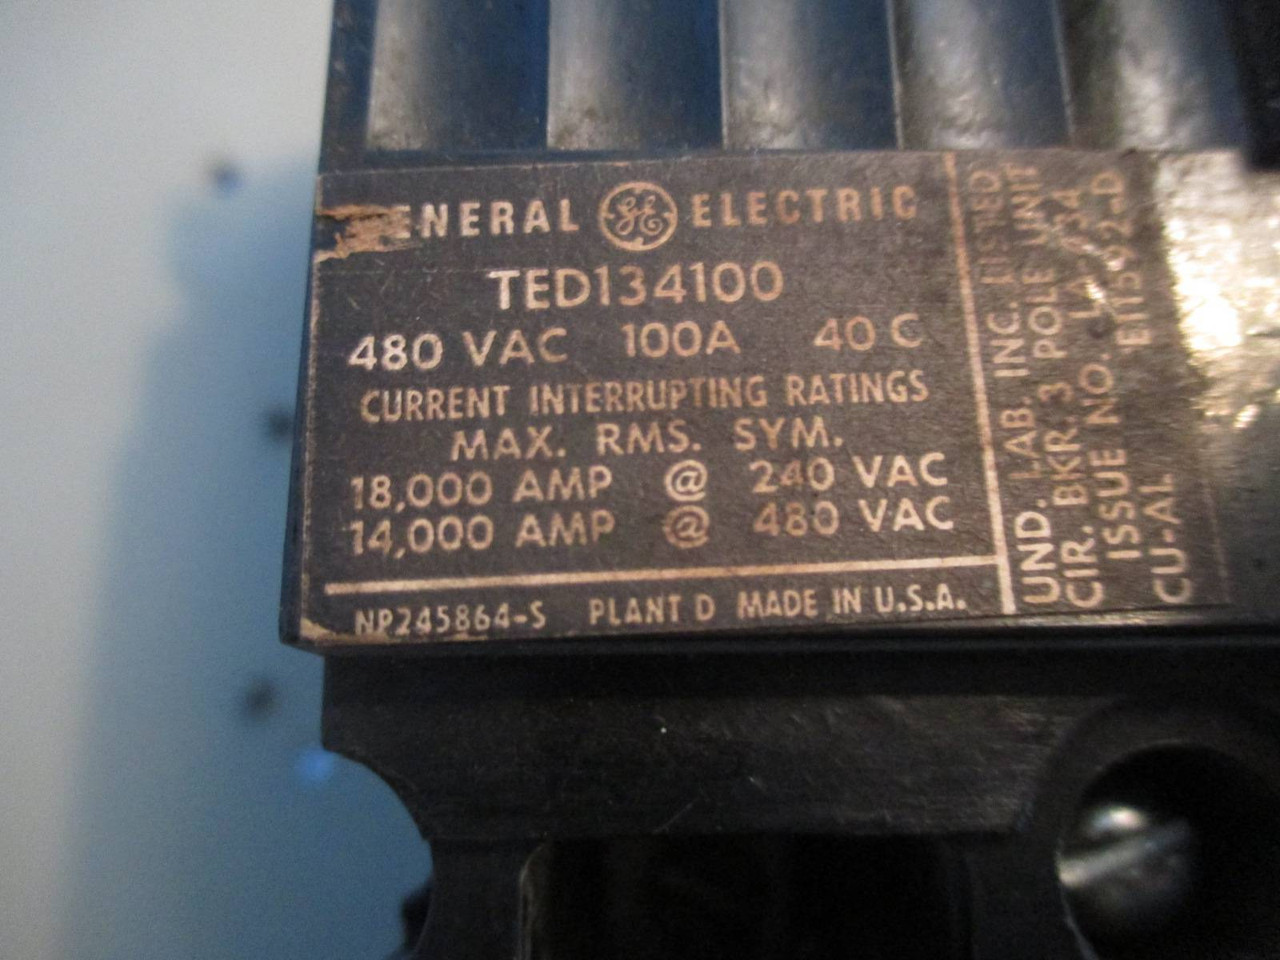 ENERAL GE ELECTRIC
TED134100
480 VAC 100A 40 C
CURRENT INTERRUPTING RATINGS
MAX. RMS. SYM.
18,000 AMP @ 240 VAC
14,000 AMP @ 480 VAC
NP245864-S PLANT D MADE IN U.S.A.
UND. LAB. INC. LISTED
CIR. BKR. 3 POLE UNIT
ISSUE NO.
E11592-D
CU-AL